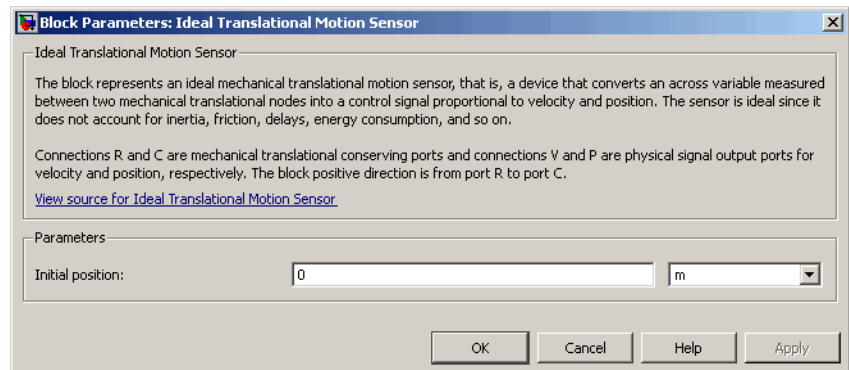 Block Parameters: Ideal Translational Motion Sensor
Ideal Translational Motion Sensor
The block represents an ideal mechanical translational motion sensor, that is, a device that converts an across variable measured
between two mechanical translational nodes into a control signal proportional to velocity and position. The sensor is ideal since it
does not account for inertia, friction, delays, energy consumption, and so on.
Connections R and C are mechanical translational conserving ports and connections V and P are physical signal output ports for
velocity and position, respectively. The block positive direction is from port R to port C.
View source for Ideal Translational Motion Sensor
Parameters
Initial position: 0 m
OK Cancel Help Apply